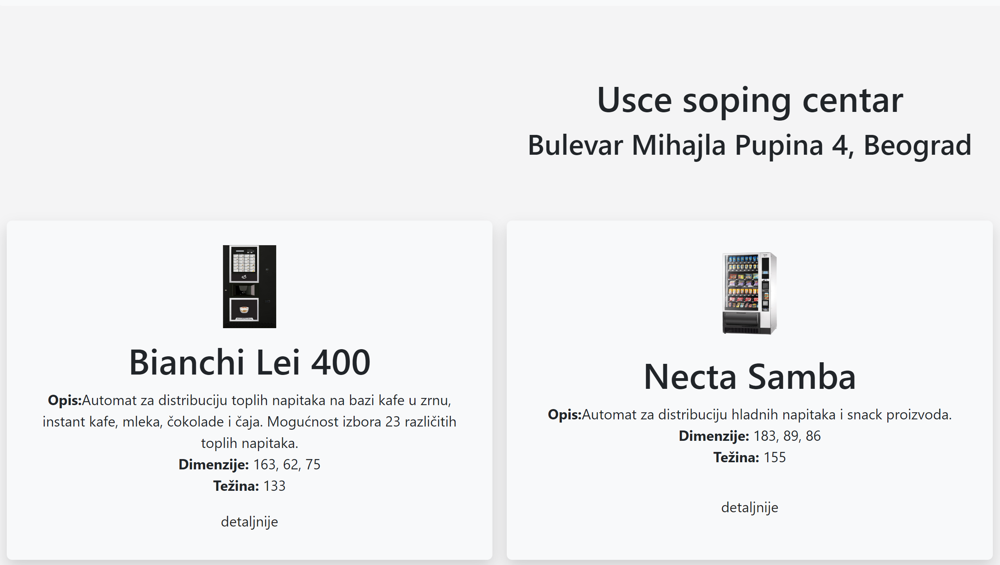 Usce soping centar
Bulevar Mihajla Pupina 4, Beograd
Bianchi Lei 400
Opis:Automat za distribuciju toplih napitaka na bazi kafe u zrnu,
instant kafe, mleka, čokolade i čaja. Mogućnost izbora 23 različitih
toplih napitaka.
Dimenzije: 163, 62, 75
Težina: 133
detaljnije
Necta Samba
Opis:Automat za distribuciju hladnih napitaka i snack proizvoda.
Dimenzije: 183, 89, 86
Težina: 155
detaljnije